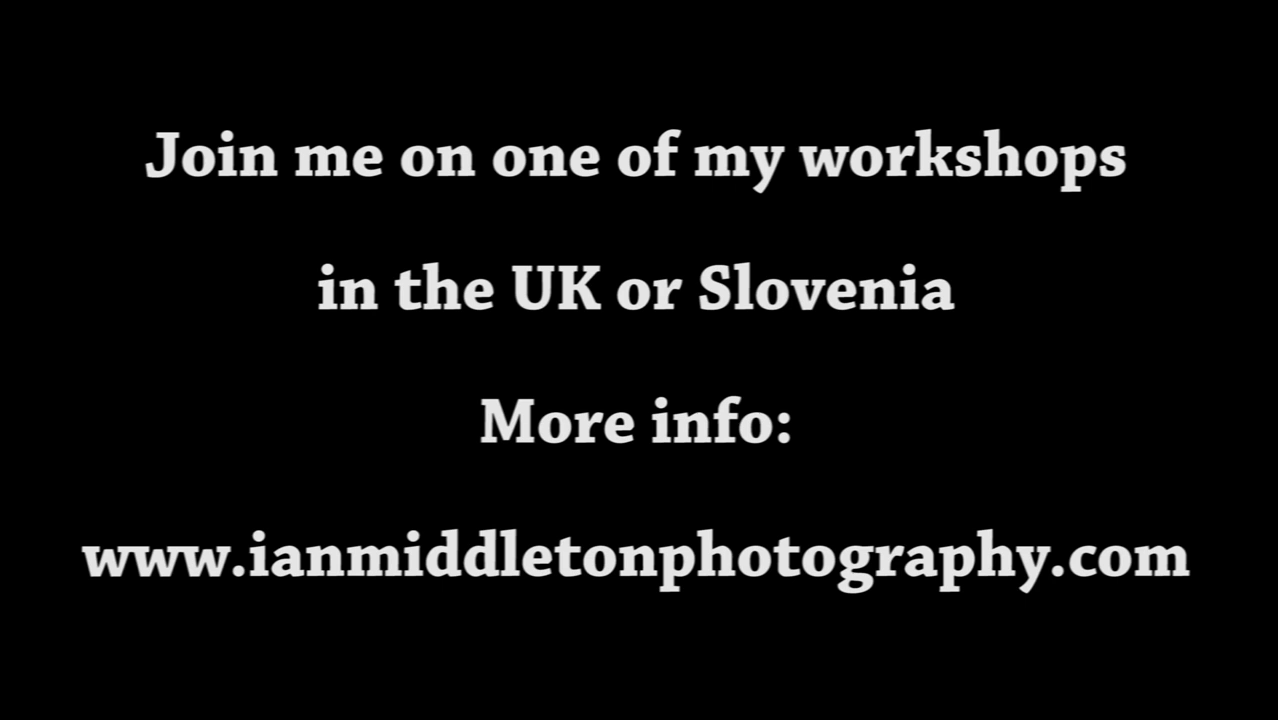 Join me on one of my workshops
in the UK or Slovenia
More info:
www.ianmiddletonphotography.com